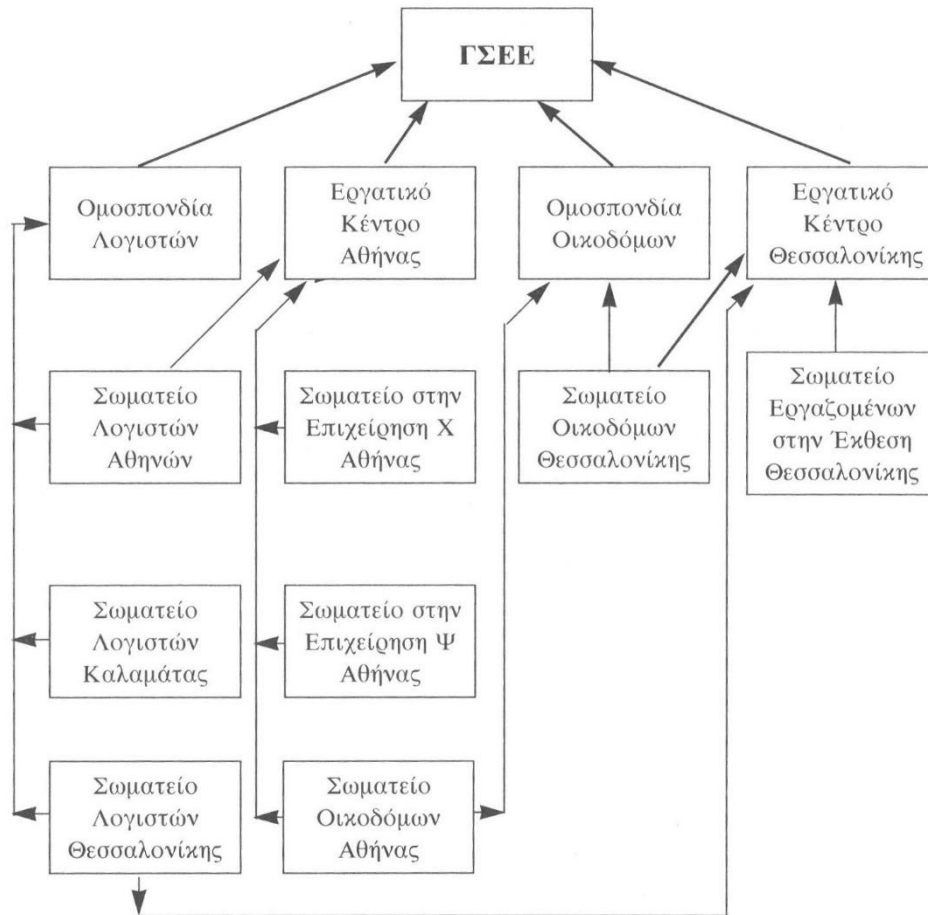 ΓΣΕΕ
Ομοσπονδία
Λογιστών
Εργατικό
Κέντρο
Αθήνας
Ομοσπονδία
Οικοδόμων
Εργατικό
Κέντρο
Θεσσαλονίκης
Σωματείο
Λογιστών
Αθηνών
Σωματείο στην
Επιχείρηση Χ
Αθήνας
Σωματείο
Οικοδόμων
Θεσσαλονίκης
Σωματείο
Εργαζομένων
στην Έκθεση
Θεσσαλονίκης
Σωματείο
Λογιστών
Καλαμάτας
Σωματείο στην
Επιχείρηση Ψ
Αθήνας
Σωματείο
Λογιστών
Θεσσαλονίκης
Σωματείο
Οικοδόμων
Αθήνας